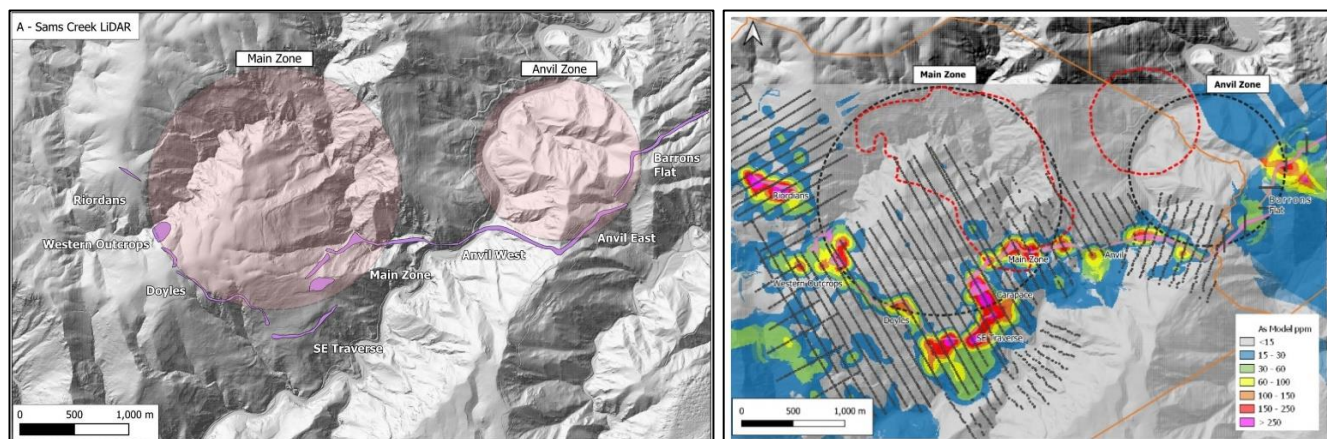 A - Sams Creek LiDAR
Main Zone
Anvil Zone
Barrons
Flat
Riordans
Western Outcrops
Anvil East
Anvil West
Main Zone
Doyles
SE Traverse
0 500 1,000 m
Main Zone
Anvil Zone
Riordans
Barrons
Flat
Main Zone
Anvil
Western Outcrops
Carapace
Doyles
SE Traverse
As Model ppm
<15
15 - 30
30 - 60
60 - 100
100 - 150
150 - 250
> 250
0 500 1,000 m